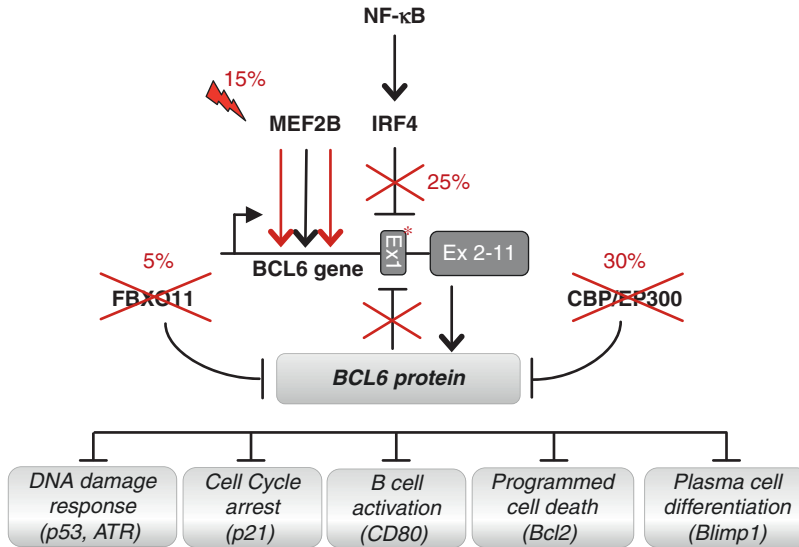 NF-κB
15%
MEF2B
IRF4
25%
Ex1
*
Ex 2-11
BCL6 gene
5%
FBXO11
30%
CBP/EP300
BCL6 protein
DNA damage
response
(p53, ATR)
Cell Cycle
arrest
(p21)
B cell
activation
(CD80)
Programmed
cell death
(Bcl2)
Plasma cell
differentiation
(Blimp1)